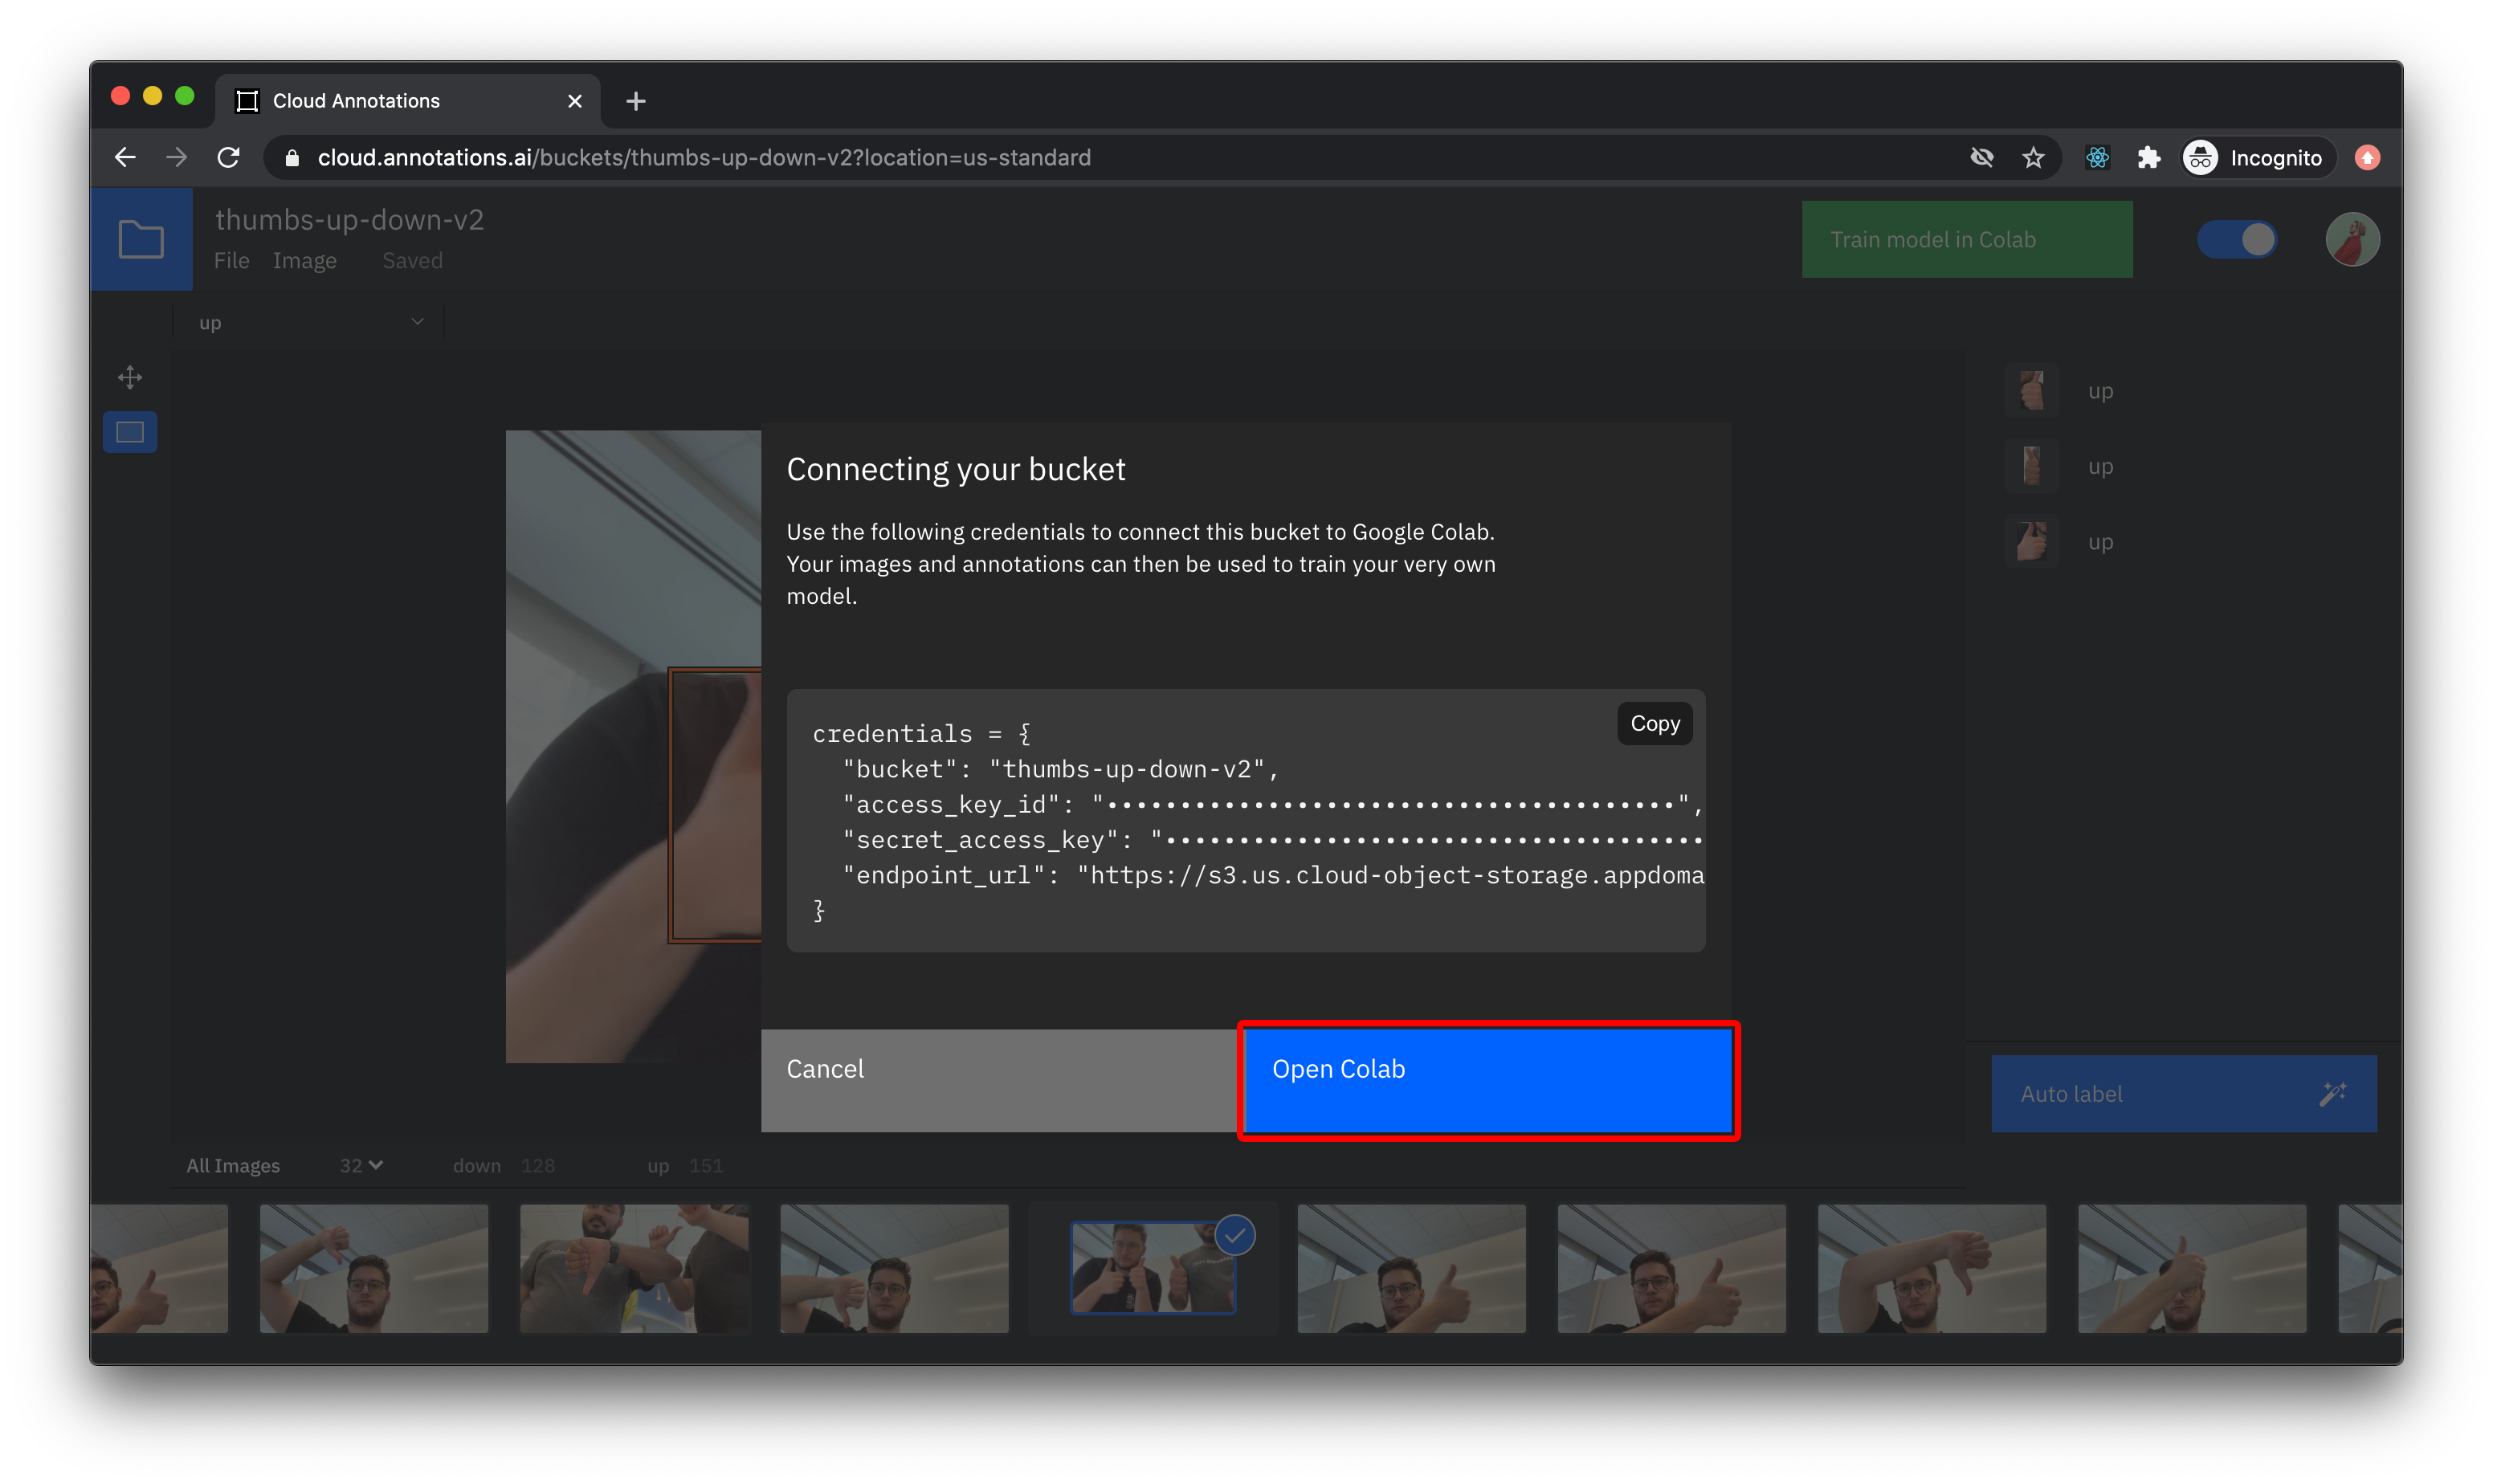 Cloud Annotations
cloud.annotations.ai/buckets/thumbs-up-down-v2?location=us-standard
Incognito
thumbs-up-down-v2
File Image Saved
Train model in Colab
up
up
up
up
Connecting your bucket
Use the following credentials to connect this bucket to Google Colab.
Your images and annotations can then be used to train your very own
model.
Copy
credentials = {
"bucket": "thumbs-up-down-v2",
"access_key_id": "•••••••••••••••••••••••••••••••••••••••",
"secret_access_key": "•••••••••••••••••••••••••••••••••••••
"endpoint_url": "https://s3.us.cloud-object-storage.appdoma
}
Cancel
Open Colab
Auto label
All Images 32 down 128 up 151